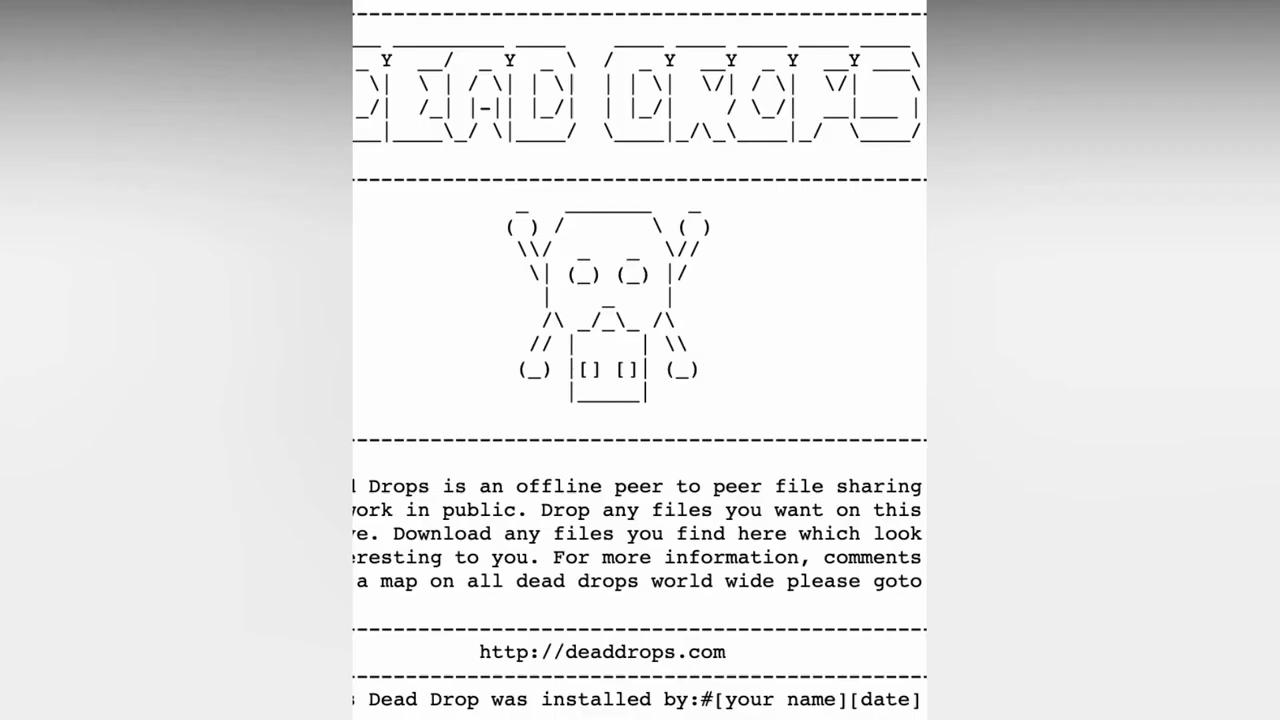 DEAD DROPS
Drops is an offline peer to peer file sharing
in public. Drop any files you want on this
Download any files you find here which look
to you. For more information, comments
a map on all dead drops world wide please goto
http://deaddrops.com
Dead Drop was installed by:#[your name][date]